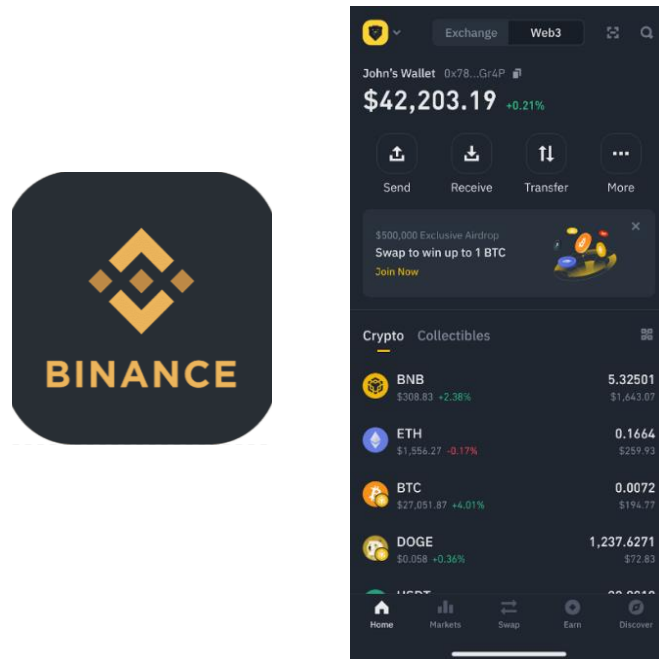 BINANCE
Exchange Web3
John's Wallet 0x78...Gr4P
$42,203.19 +0.21%
Send Receive Transfer More
$500,000 Exclusive Airdrop
Swap to win up to 1 BTC
Join Now
Crypto Collectibles
BNB 5.32501
$308.83 +2.38% $1,643.07
ETH 0.1664
$1,556.27 -0.17% $259.93
BTC 0.0072
$27,051.87 +4.01% $194.77
DOGE 1,237.6271
$0.058 +0.36% $72.83
Home Markets Swap Earn Discover